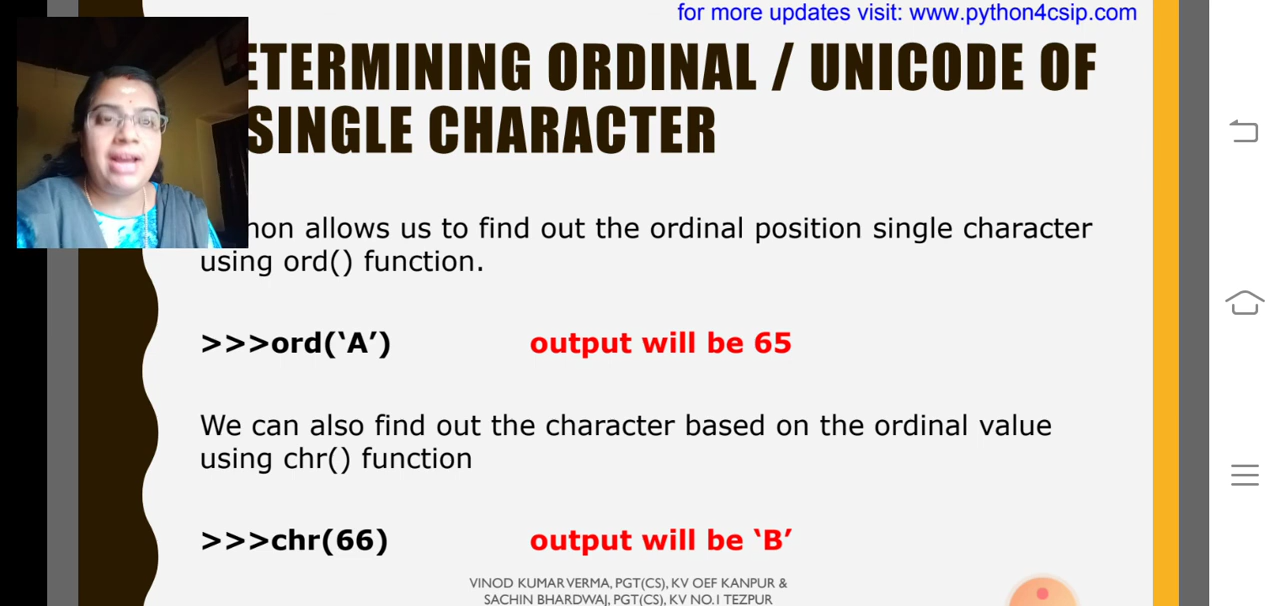 for more updates visit: www.python4csip.com
ETERMINING ORDINAL / UNICODE OF
SINGLE CHARACTER
hon allows us to find out the ordinal position single character
using ord() function.
>>>ord(‘A’) output will be 65
We can also find out the character based on the ordinal value
using chr() function
>>>chr(66) output will be ‘B’
VINOD KUMAR VERMA, PGT(CS), KV OEF KANPUR &
SACHIN BHARDWAJ, PGT(CS), KV NO.1 TEZPUR